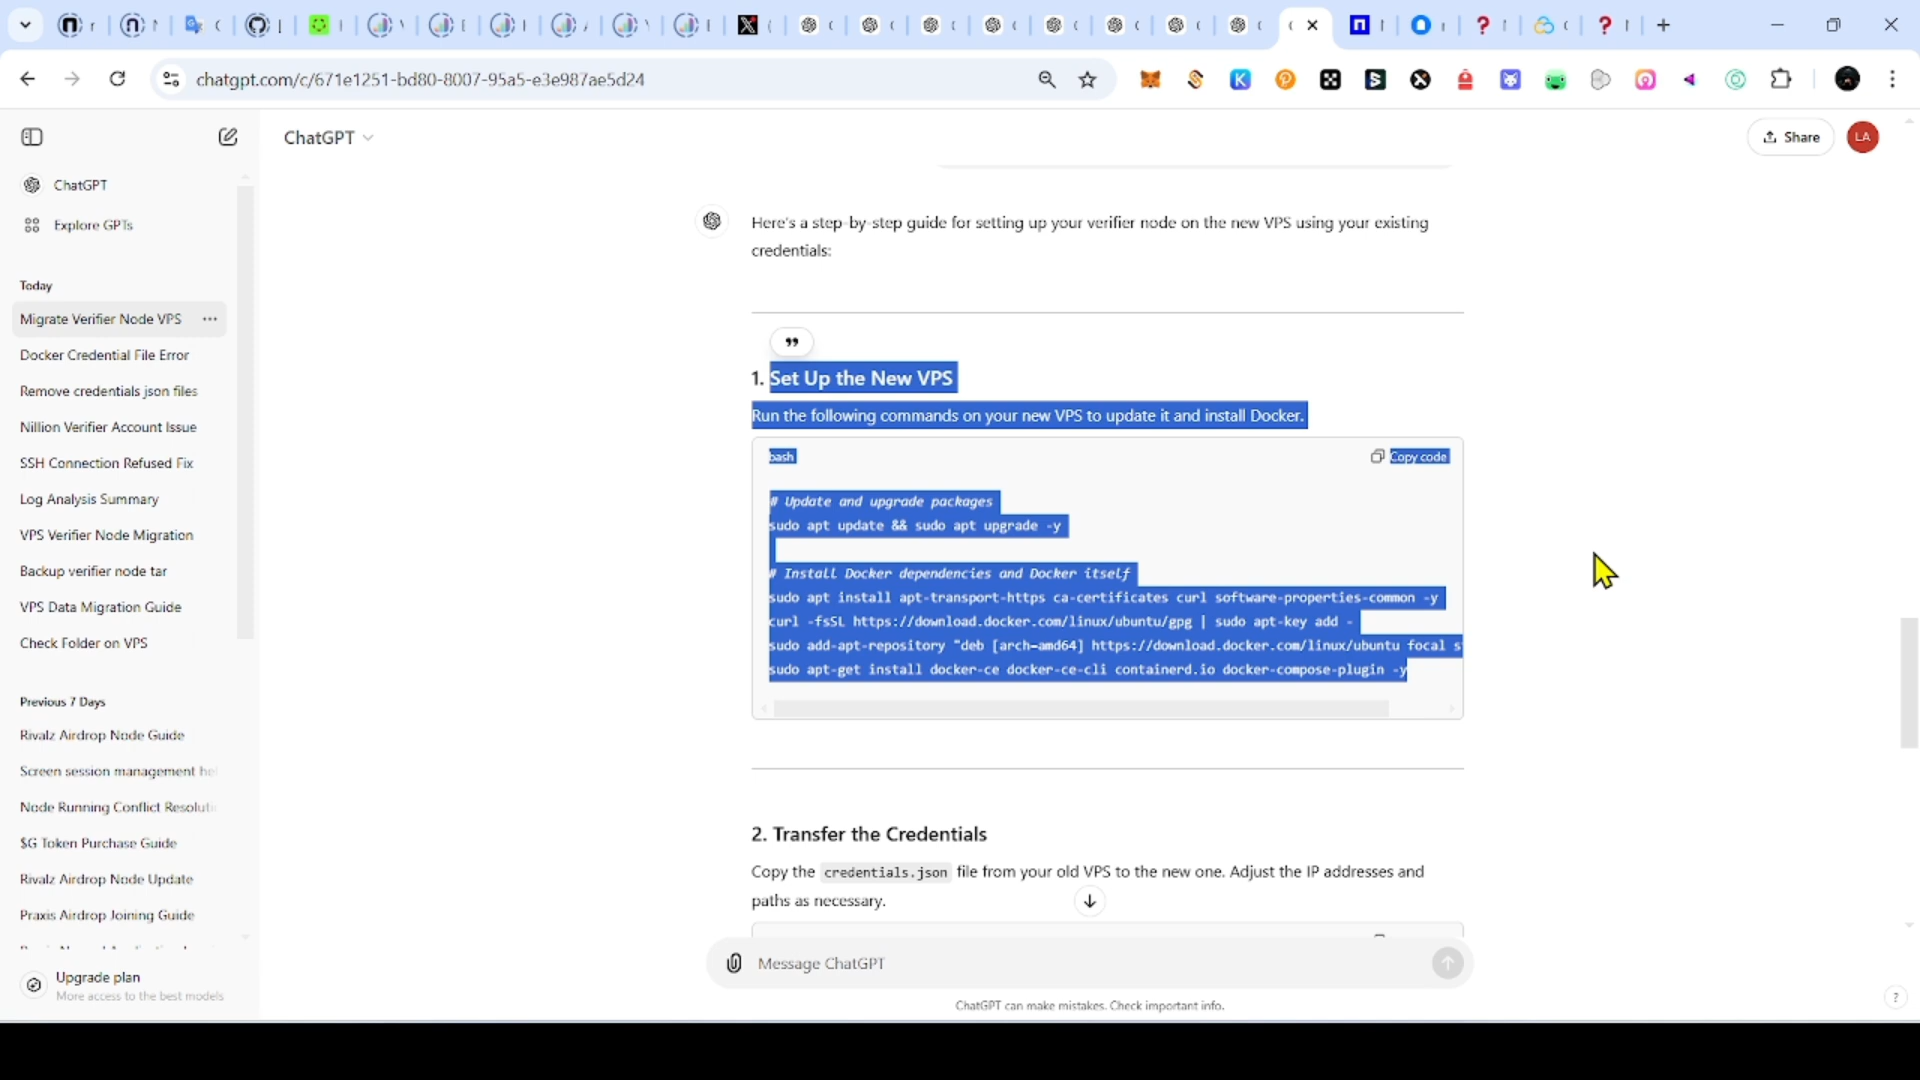 chatgpt.com/c/671e1251-bd80-8007-95a5-e3e987ae5d24
ChatGPT
Share
LA
ChatGPT
Explore GPTs
Today
Migrate Verifier Node VPS
Docker Credential File Error
Remove credentials json files
Nillion Verifier Account Issue
SSH Connection Refused Fix
Log Analysis Summary
VPS Verifier Node Migration
Backup verifier node tar
VPS Data Migration Guide
Check Folder on VPS
Previous 7 Days
Rivalz Airdrop Node Guide
Screen session management he
Node Running Conflict Resoluti
$G Token Purchase Guide
Rivalz Airdrop Node Update
Praxis Airdrop Joining Guide
Upgrade plan
More access to the best models
Here's a step-by-step guide for setting up your verifier node on the new VPS using your existing
credentials:
1. Set Up the New VPS
Run the following commands on your new VPS to update it and install Docker.
bash
Copy code
# Update and upgrade packages
sudo apt update && sudo apt upgrade -y
# Install Docker dependencies and Docker itself
sudo apt install apt-transport-https ca-certificates curl software-properties-common -y
curl -fsSL https://download.docker.com/linux/ubuntu/gpg | sudo apt-key add -
sudo add-apt-repository "deb [arch=amd64] https://download.docker.com/linux/ubuntu focal s
sudo apt-get install docker-ce docker-ce-cli containerd.io docker-compose-plugin -y
2. Transfer the Credentials
Copy the credentials.json file from your old VPS to the new one. Adjust the IP addresses and
paths as necessary.
Message ChatGPT
ChatGPT can make mistakes. Check important info.
?